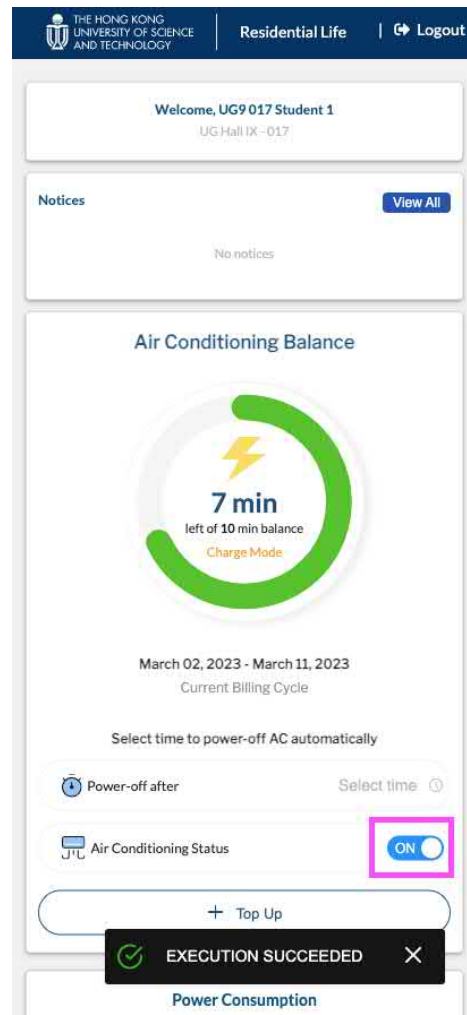 THE HONG KONG
UNIVERSITY OF SCIENCE
AND TECHNOLOGY
Residential Life
| Logout
Welcome, UG9 017 Student 1
UG Hall IX - 017
Notices
View All
No notices
Air Conditioning Balance
7 min
left of 10 min balance
Charge Mode
March 02, 2023 - March 11, 2023
Current Billing Cycle
Select time to power-off AC automatically
Power-off after
Select time
Air Conditioning Status
ON
+ Top Up
EXECUTION SUCCEEDED
Power Consumption